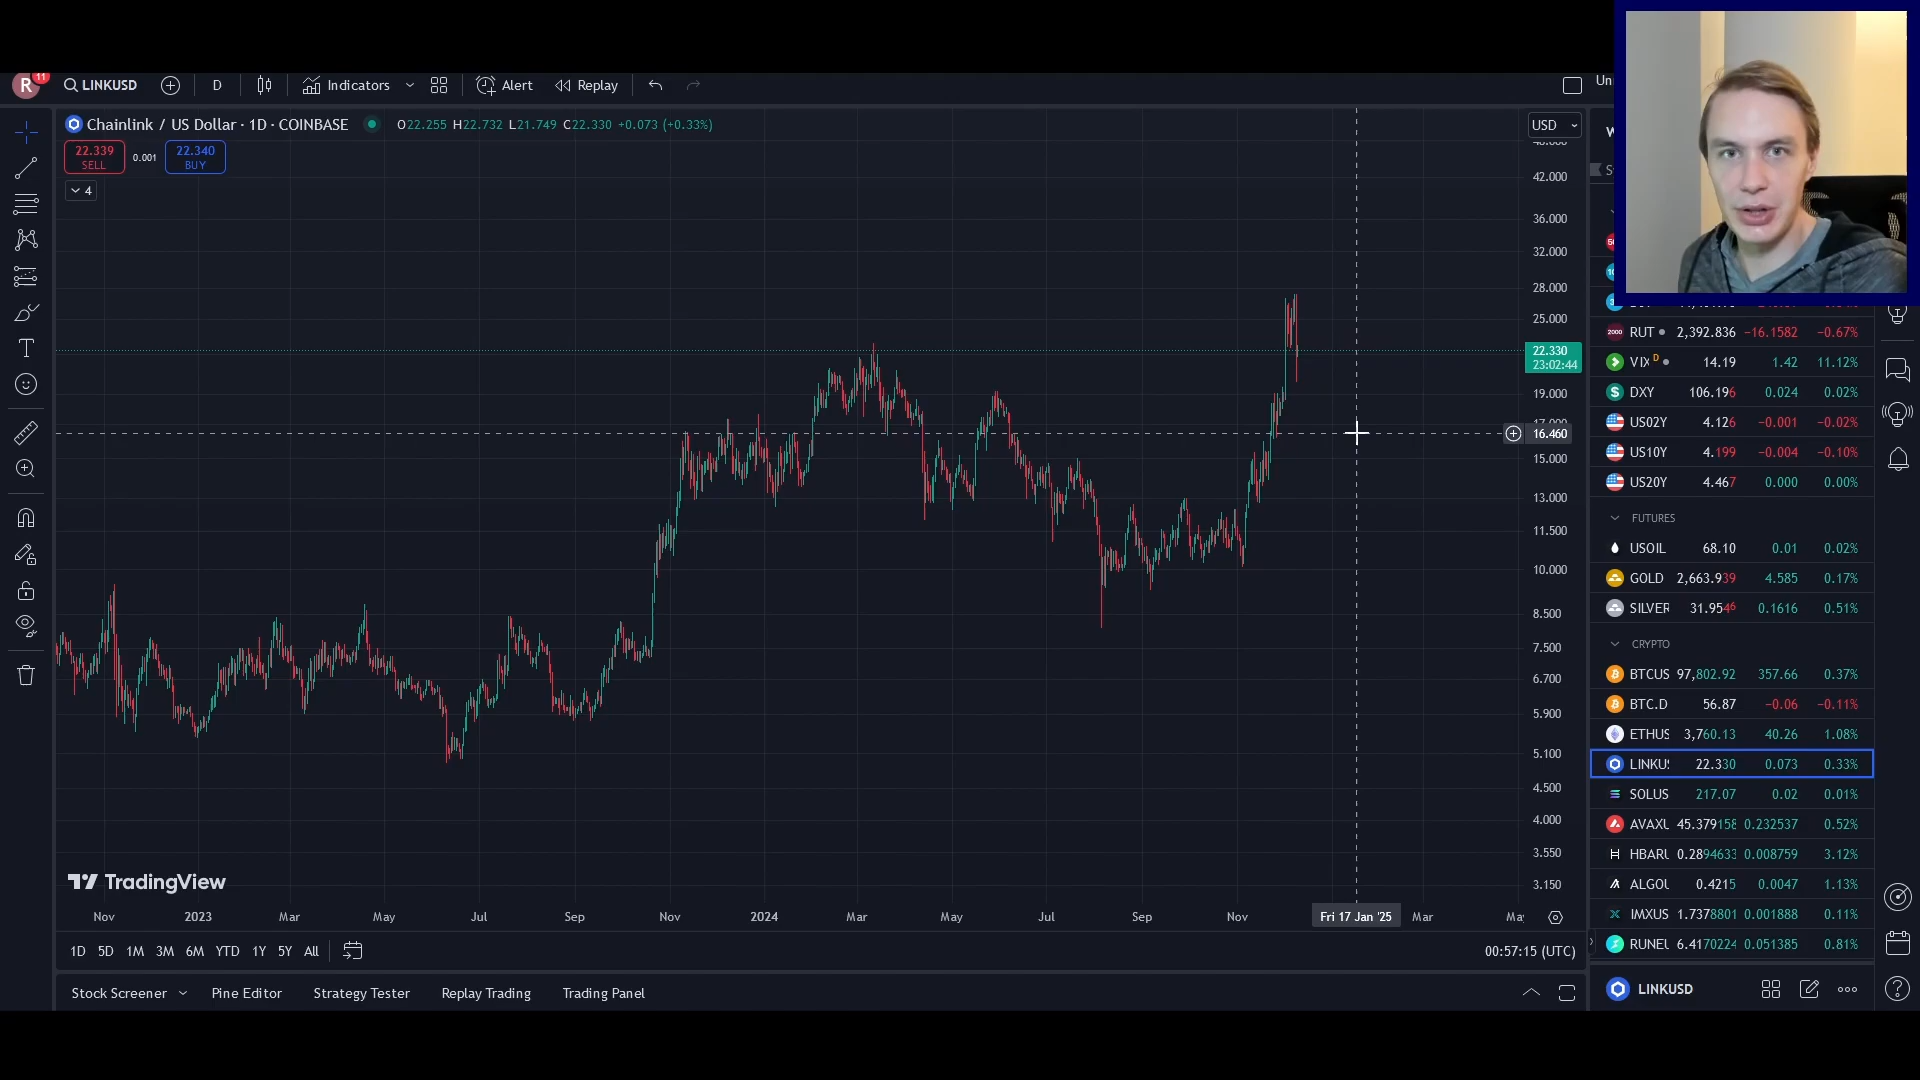 R 11 LINKUSD D Indicators Alert Replay Un
Chainlink / US Dollar · 1D · COINBASE O22.255 H22.732 L21.749 C22.330 +0.073 (+0.33%)
22.339 SELL 0.001 22.340 BUY
4
USD
42.000
36.000
32.000
28.000
25.000
22.330
23:02:44
19.000
16.460
15.000
13.000
11.500
10.000
8.500
7.500
6.700
5.900
5.100
4.500
4.000
3.550
3.150
TradingView
Nov 2023 Mar May Jul Sep Nov 2024 Mar May Jul Sep Nov Fri 17 Jan '25 Mar
1D 5D 1M 3M 6M YTD 1Y 5Y All 00:57:15 (UTC)
Stock Screener Pine Editor Strategy Tester Replay Trading Trading Panel
RUT 2,392.836 −16.1582 −0.67%
VIX D 14.19 1.42 11.12%
DXY 106.196 0.024 0.02%
US02Y 4.126 −0.001 −0.02%
US10Y 4.199 −0.004 −0.10%
US20Y 4.467 0.000 0.00%
FUTURES
USOIL 68.10 0.01 0.02%
GOLD 2,663.939 4.585 0.17%
SILVER 31.9546 0.1616 0.51%
CRYPTO
BTCUS 97,802.92 357.66 0.37%
BTC.D 56.87 −0.06 −0.11%
ETHUS 3,760.13 40.26 1.08%
LINKUS 22.330 0.073 0.33%
SOLUS 217.07 0.02 0.01%
AVAXU 45.379158 0.232537 0.52%
HBARU 0.2894633 0.008759 3.12%
ALGOU 0.4215 0.0047 1.13%
IMXUS 1.7378801 0.001888 0.11%
RUNEU 6.4170224 0.051385 0.81%
LINKUSD